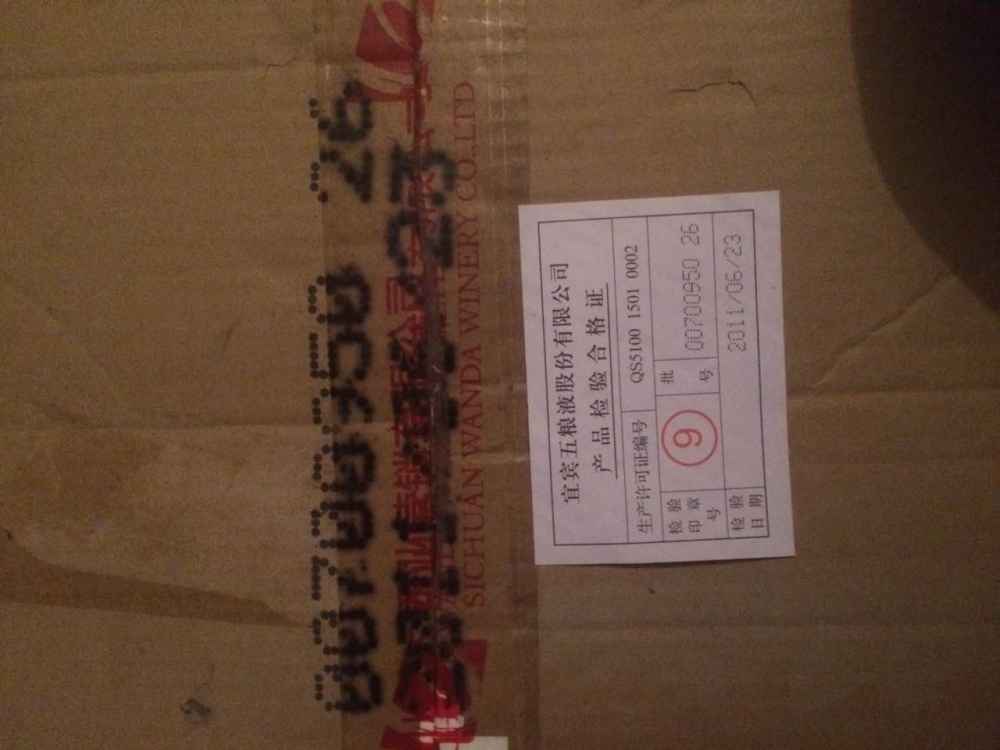 00700950 26
SICHUAN WANDA WINERY CO.,LTD
宜宾五粮液股份有限公司
产品检验合格证
生产许可证编号 QS5100 1501 0002
检验印章号 9 批号 00700950 26
检验日期 2011/06/23